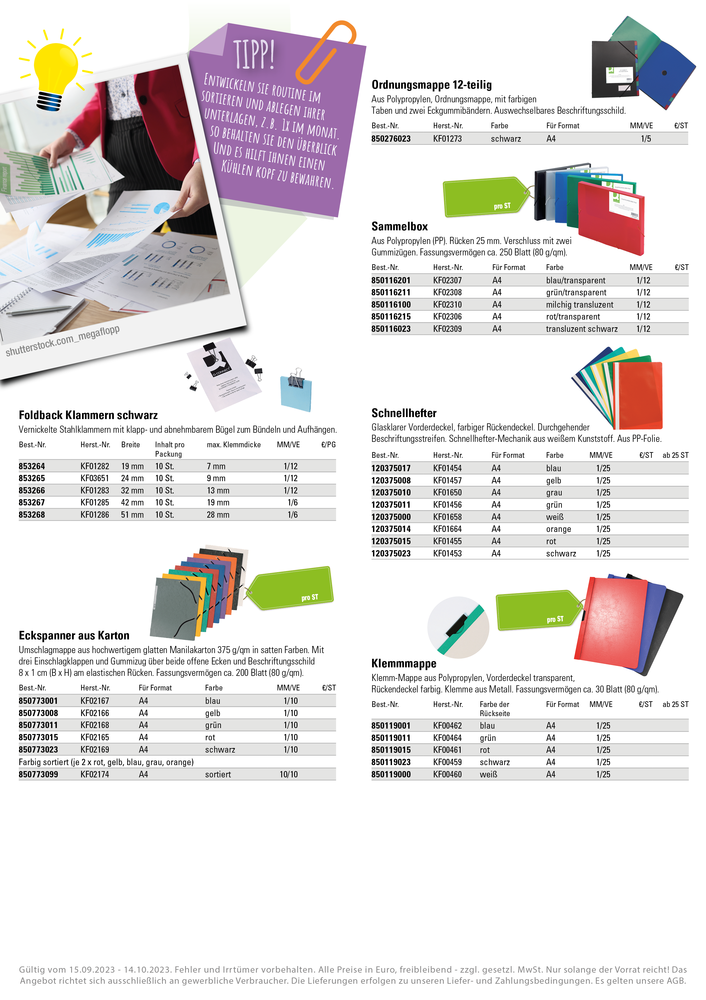 TIPP!
Entwickeln sie routine im
sortieren und ablegen ihrer
unterlagen, z.B. 1x im monat.
so behalten sie den überblick
Und es hilft ihnen einen
Kühlen kopf zu bewahren.
Finance report
shutterstock.com_megaflopp
Q-CONNECT
Foldback Klammern schwarz
Vernickelte Stahlklammern mit klapp- und abnehmbarem Bügel zum Bündeln und Aufhängen.
Best.-Nr. Herst.-Nr. Breite Inhalt pro Packung max. Klemmdicke MM/VE €/PG
853264 KF01282 19 mm 10 St. 7 mm 1/12
853265 KF03651 24 mm 10 St. 9 mm 1/12
853266 KF01283 32 mm 10 St. 13 mm 1/12
853267 KF01285 42 mm 10 St. 19 mm 1/6
853268 KF01286 51 mm 10 St. 28 mm 1/6
pro ST
Eckspanner aus Karton
Umschlagmappe aus hochwertigem glatten Manilakarton 375 g/qm in satten Farben. Mit
drei Einschlagklappen und Gummizug über beide offene Ecken und Beschriftungsschild
8 x 1 cm (B x H) am elastischen Rücken. Fassungsvermögen ca. 200 Blatt (80 g/qm).
Best.-Nr. Herst.-Nr. Für Format Farbe MM/VE €/ST
850773001 KF02167 A4 blau 1/10
850773008 KF02166 A4 gelb 1/10
850773011 KF02168 A4 grün 1/10
850773015 KF02165 A4 rot 1/10
850773023 KF02169 A4 schwarz 1/10
Farbig sortiert (je 2 x rot, gelb, blau, grau, orange)
850773099 KF02174 A4 sortiert 10/10
Ordnungsmappe 12-teilig
Aus Polypropylen, Ordnungsmappe, mit farbigen
Taben und zwei Eckgummibändern. Auswechselbares Beschriftungsschild.
Best.-Nr. Herst.-Nr. Farbe Für Format MM/VE €/ST
850276023 KF01273 schwarz A4 1/5
pro ST
Sammelbox
Aus Polypropylen (PP). Rücken 25 mm. Verschluss mit zwei
Gummizügen. Fassungsvermögen ca. 250 Blatt (80 g/qm).
Best.-Nr. Herst.-Nr. Für Format Farbe MM/VE €/ST
850116201 KF02307 A4 blau/transparent 1/12
850116211 KF02308 A4 grün/transparent 1/12
850116100 KF02310 A4 milchig transluzent 1/12
850116215 KF02306 A4 rot/transparent 1/12
850116023 KF02309 A4 transluzent schwarz 1/12
Schnellhefter
Glasklarer Vorderdeckel, farbiger Rückendeckel. Durchgehender
Beschriftungsstreifen. Schnellhefter-Mechanik aus weißem Kunststoff. Aus PP-Folie.
Best.-Nr. Herst.-Nr. Für Format Farbe MM/VE €/ST ab 25 ST
120375017 KF01454 A4 blau 1/25
120375008 KF01457 A4 gelb 1/25
120375010 KF01650 A4 grau 1/25
120375011 KF01456 A4 grün 1/25
120375000 KF01658 A4 weiß 1/25
120375014 KF01664 A4 orange 1/25
120375015 KF01455 A4 rot 1/25
120375023 KF01453 A4 schwarz 1/25
pro ST
Klemmmappe
Klemm-Mappe aus Polypropylen, Vorderdeckel transparent,
Rückendeckel farbig. Klemme aus Metall. Fassungsvermögen ca. 30 Blatt (80 g/qm).
Best.-Nr. Herst.-Nr. Farbe der Rückseite Für Format MM/VE €/ST ab 25 ST
850119001 KF00462 blau A4 1/25
850119011 KF00464 grün A4 1/25
850119015 KF00461 rot A4 1/25
850119023 KF00459 schwarz A4 1/25
850119000 KF00460 weiß A4 1/25
Gültig vom 15.09.2023 - 14.10.2023. Fehler und Irrtümer vorbehalten. Alle Preise in Euro, freibleibend - zzgl. gesetzl. MwSt. Nur solange der Vorrat reicht! Das
Angebot richtet sich ausschließlich an gewerbliche Verbraucher. Die Lieferungen erfolgen zu unseren Liefer- und Zahlungsbedingungen. Es gelten unsere AGB.